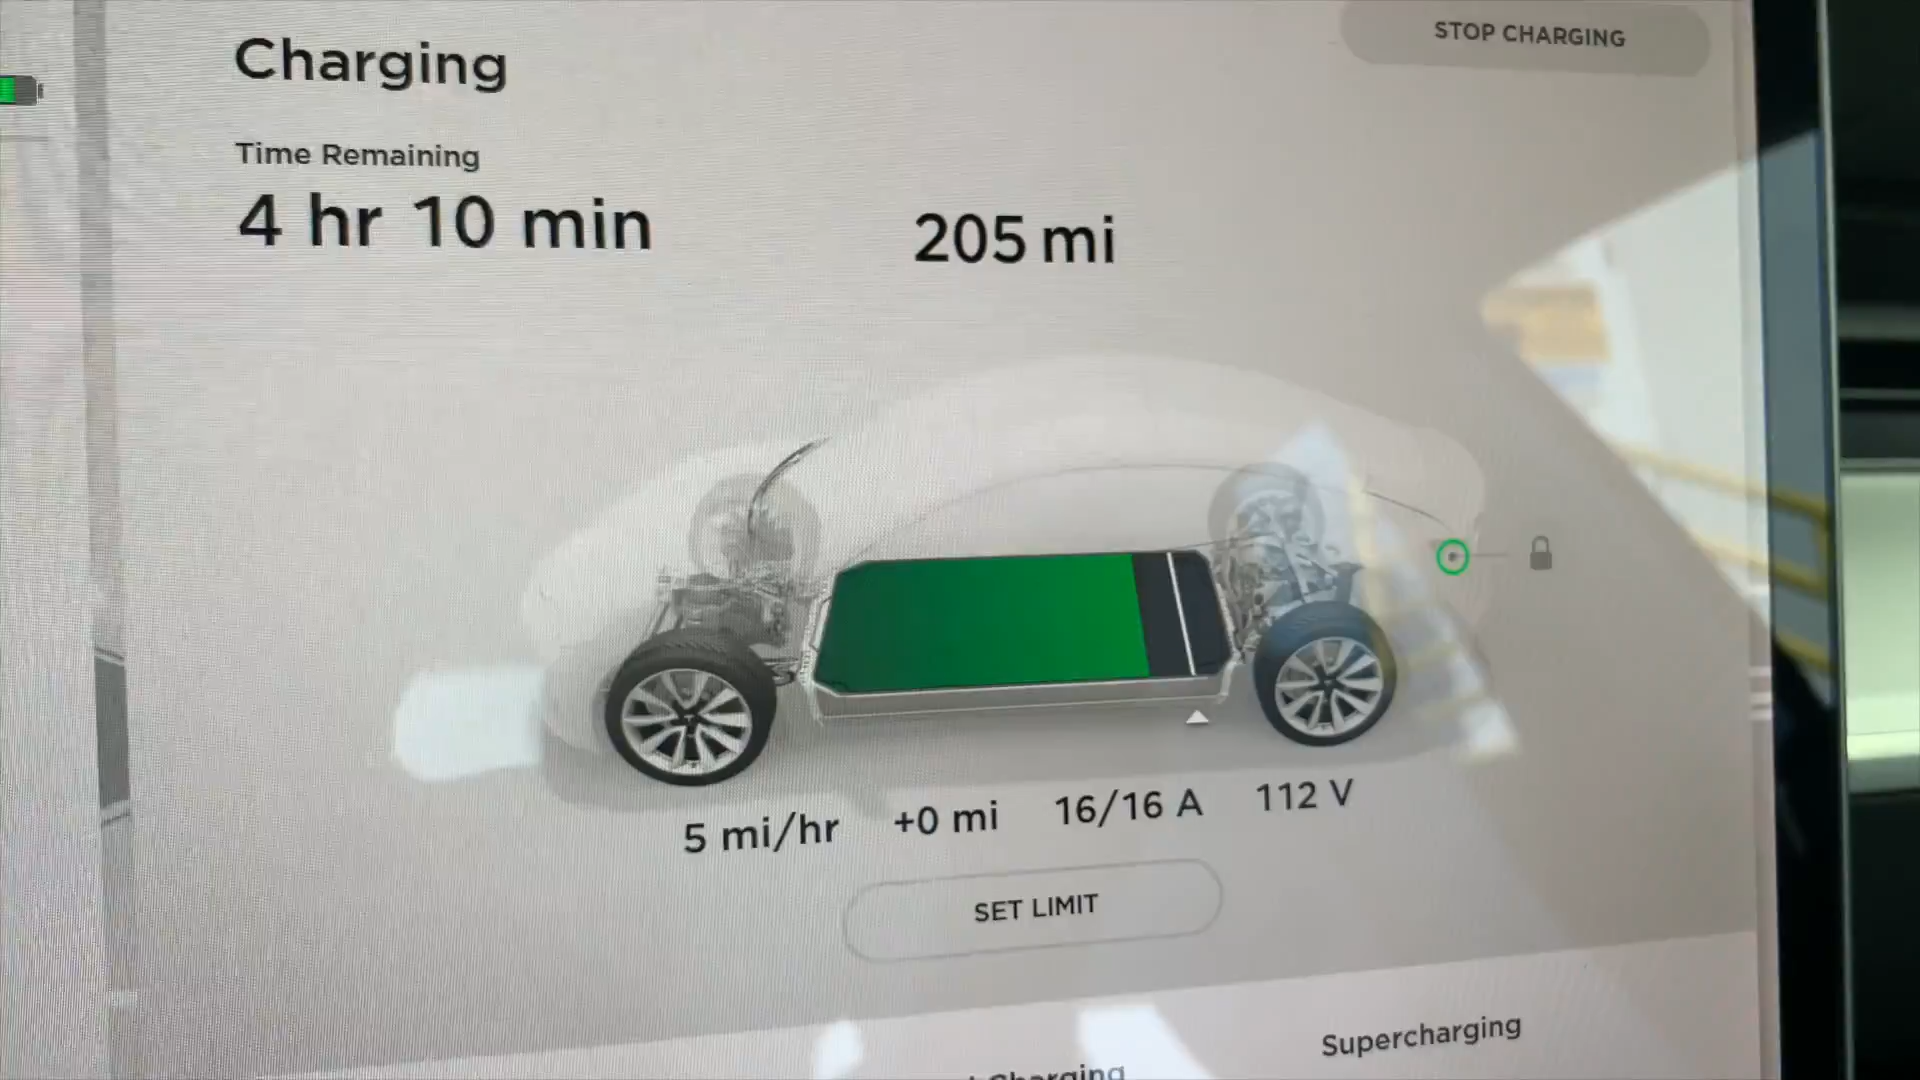 Charging
STOP CHARGING
Time Remaining
4 hr 10 min
205 mi
5 mi/hr +0 mi 16/16 A 112 V
SET LIMIT
Supercharging
Charging